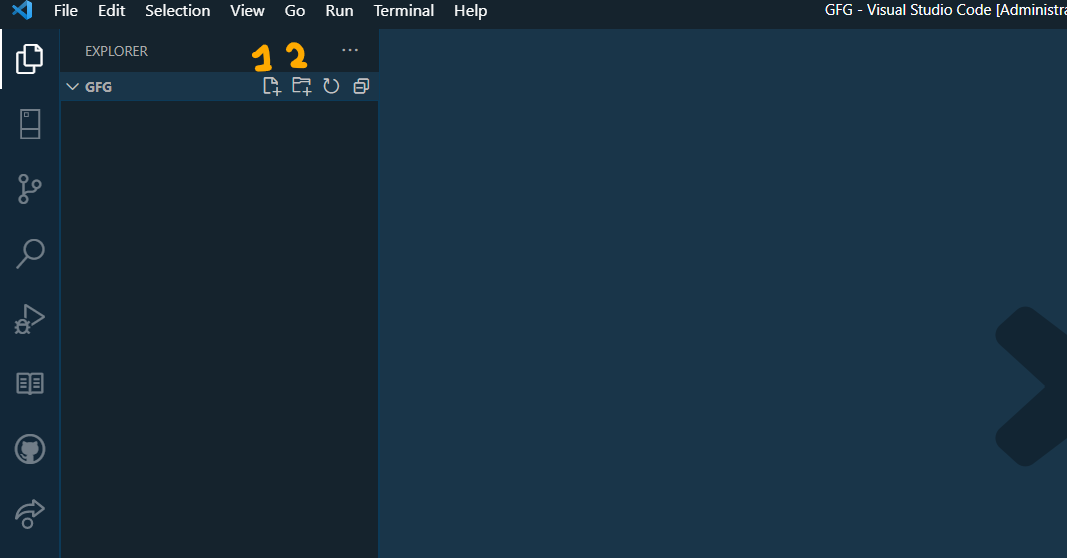 File Edit Selection View Go Run Terminal Help GFG - Visual Studio Code [Administra
EXPLORER
1 2
GFG